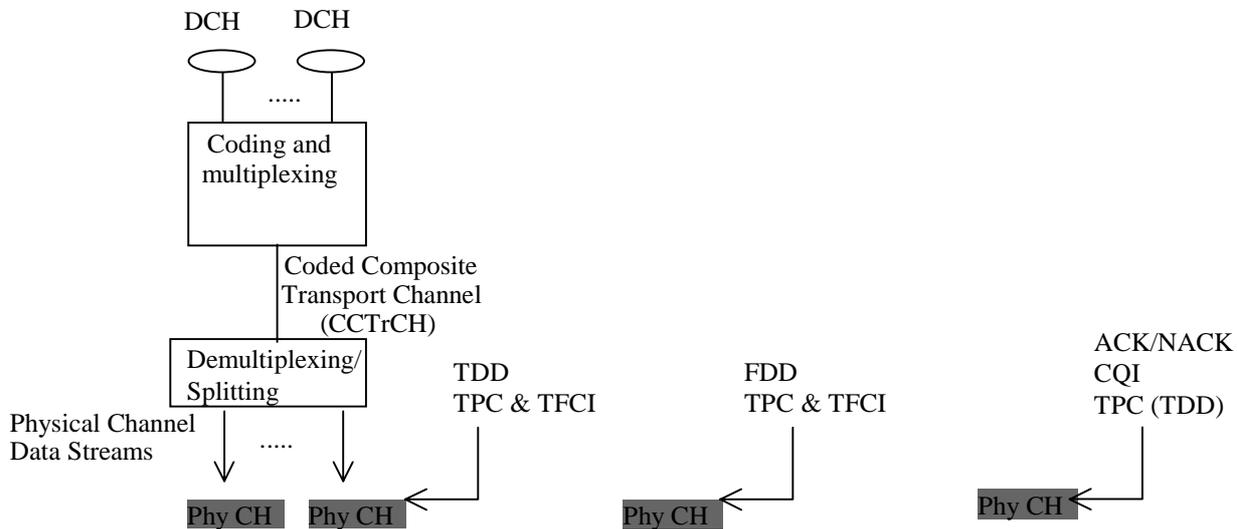 DCH DCH
.....
Coding and
multiplexing
Coded Composite
Transport Channel
(CCTrCH)
Demultiplexing/
Splitting
Physical Channel
Data Streams
.....
TDD
TPC & TFCI
FDD
TPC & TFCI
ACK/NACK
CQI
TPC (TDD)
Phy CH Phy CH Phy CH Phy CH